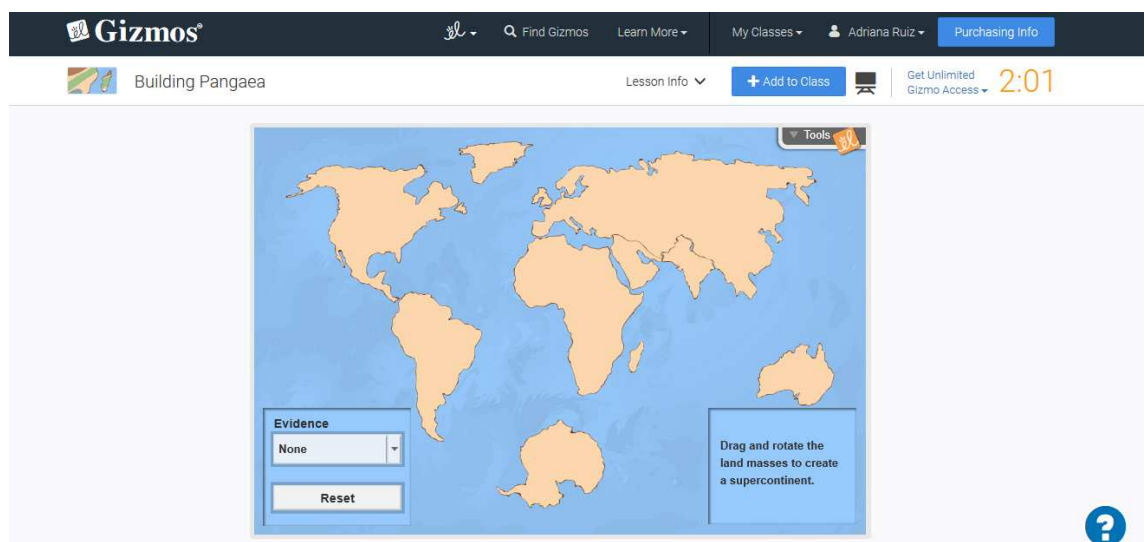 Gizmos®
Find Gizmos
Learn More
My Classes
Adriana Ruiz
Purchasing Info
Building Pangaea
Lesson Info
+ Add to Class
Get Unlimited
Gizmo Access
2:01
Tools
Evidence
None
Reset
Drag and rotate the
land masses to create
a supercontinent.
?